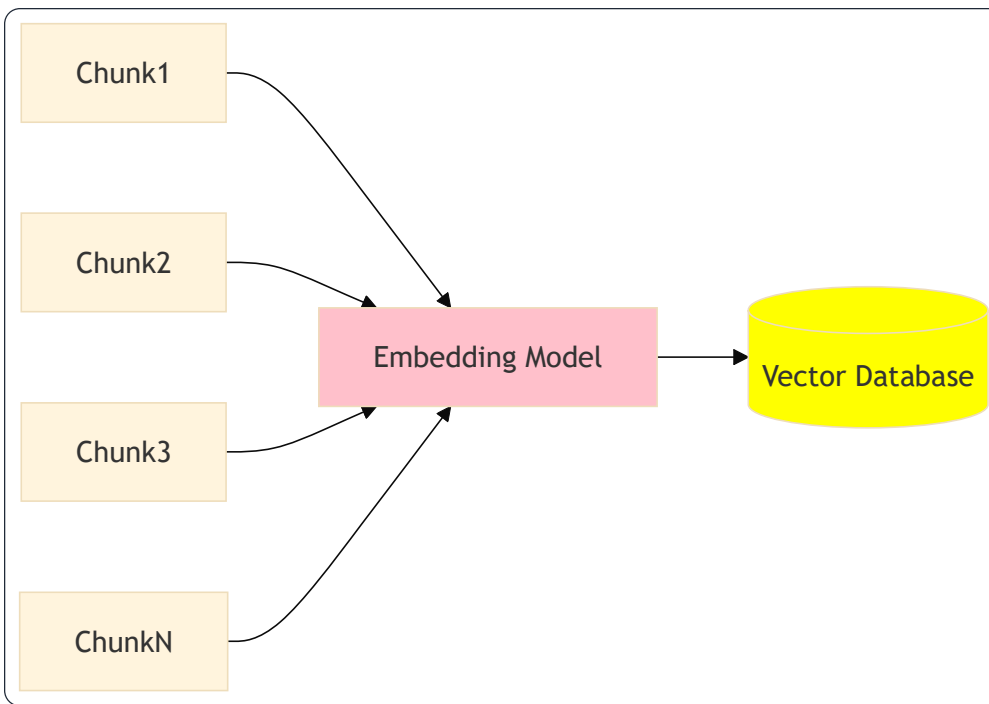 Chunk1
Chunk2
Embedding Model
Vector Database
Chunk3
ChunkN